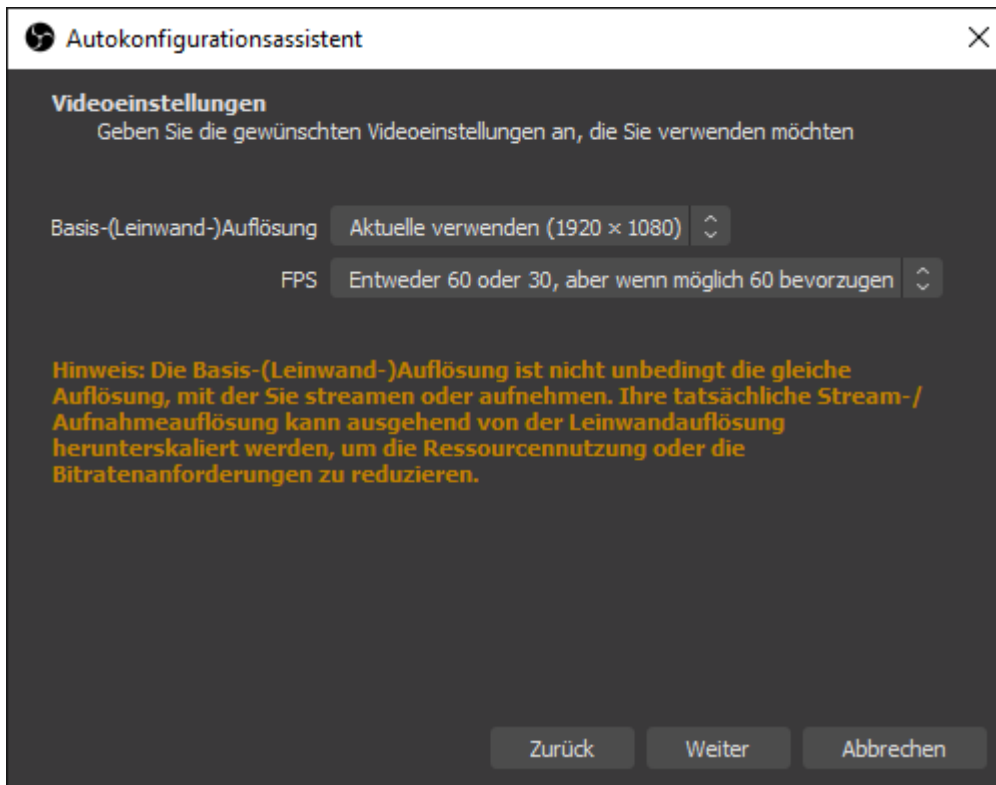 Autokonfigurationsassistent
Videoeinstellungen
Geben Sie die gewünschten Videoeinstellungen an, die Sie verwenden möchten
Basis-(Leinwand-)Auflösung Aktuelle verwenden (1920 × 1080)
FPS Entweder 60 oder 30, aber wenn möglich 60 bevorzugen
Hinweis: Die Basis-(Leinwand-)Auflösung ist nicht unbedingt die gleiche
Auflösung, mit der Sie streamen oder aufnehmen. Ihre tatsächliche Stream-/
Aufnahmeauflösung kann ausgehend von der Leinwandauflösung
herunterskaliert werden, um die Ressourcennutzung oder die
Bitratenanforderungen zu reduzieren.
Zurück Weiter Abbrechen